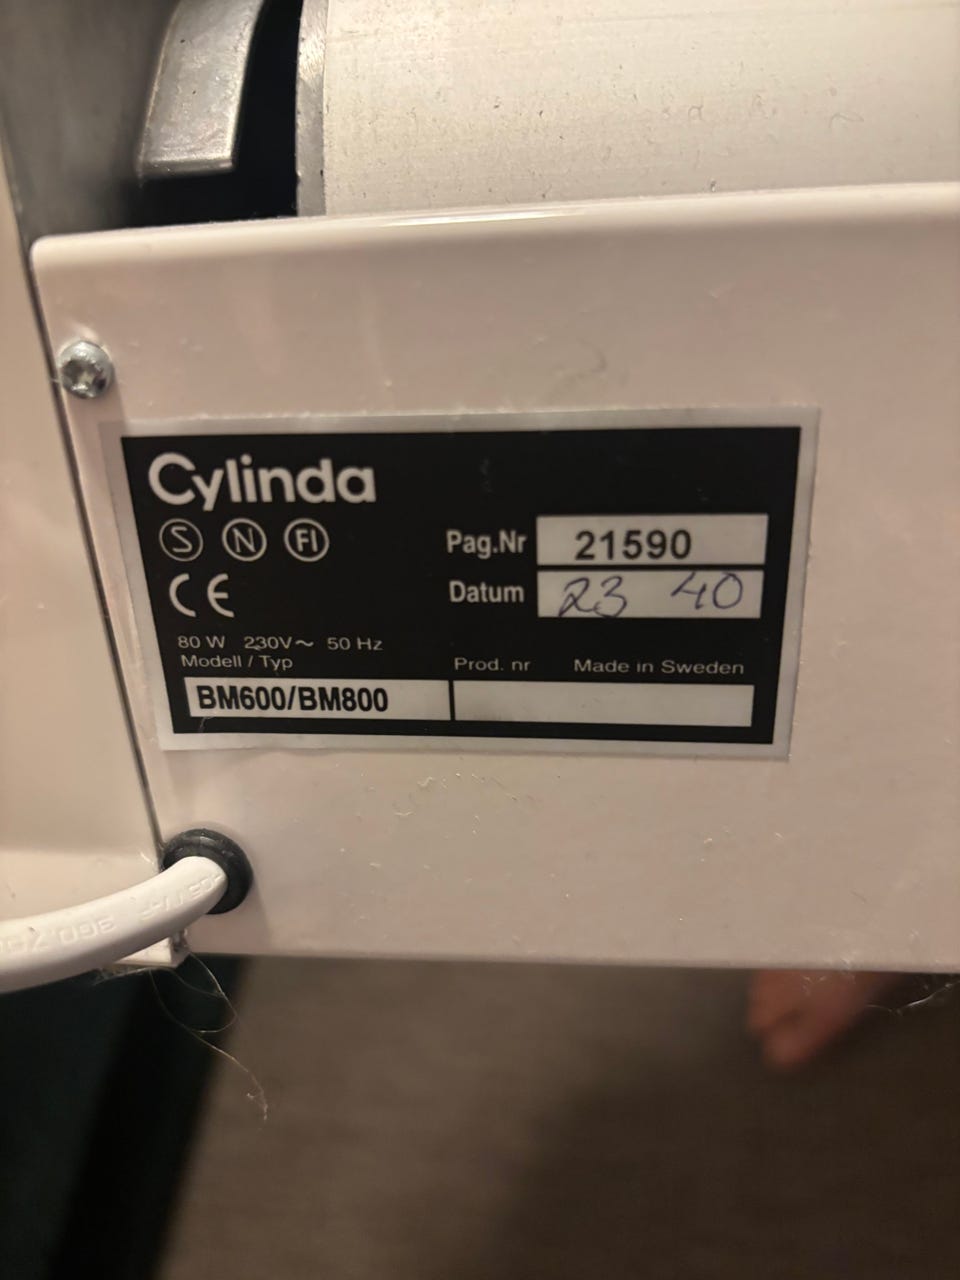 Cylinda
S N FI
CE
Pag.Nr 21590
Datum 23 40
80 W 230V~ 50 Hz
Modell / Typ
Prod. nr Made in Sweden
BM600/BM800